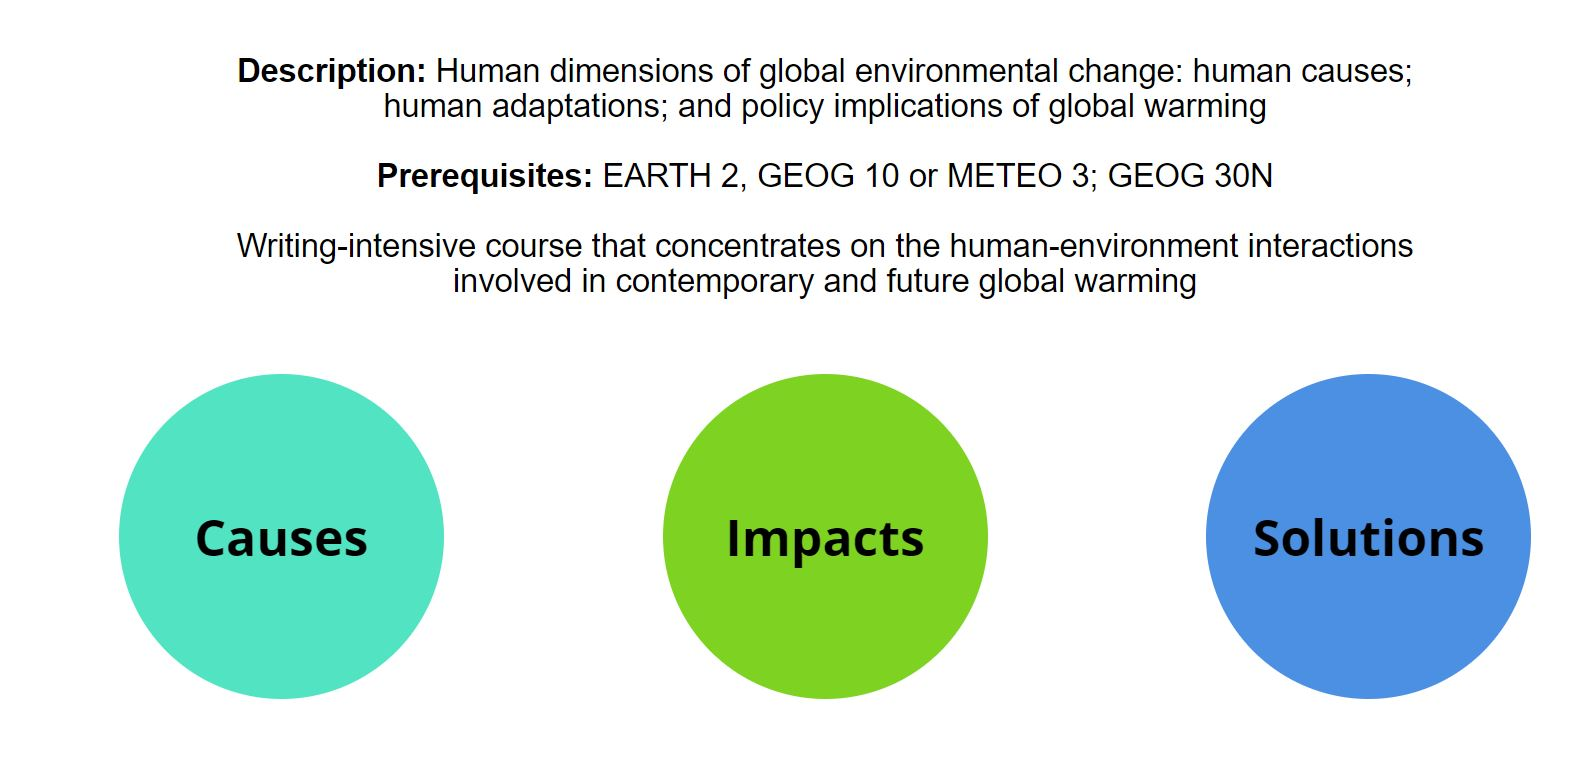 Description: Human dimensions of global environmental change: human causes;
human adaptations; and policy implications of global warming
Prerequisites: EARTH 2, GEOG 10 or METEO 3; GEOG 30N
Writing-intensive course that concentrates on the human-environment interactions
involved in contemporary and future global warming
Causes
Impacts
Solutions